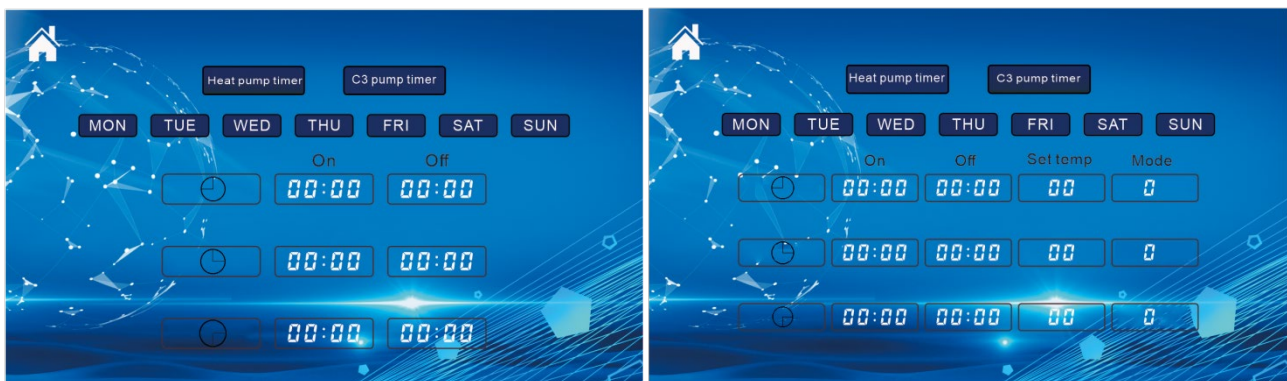 Heat pump timer C3 pump timer
MON TUE WED THU FRI SAT SUN
On Off
00:00 00:00
00:00 00:00
00:00 00:00
Heat pump timer C3 pump timer
MON TUE WED THU FRI SAT SUN
On Off Set temp Mode
00:00 00:00 00 0
00:00 00:00 00 0
00:00 00:00 00 0